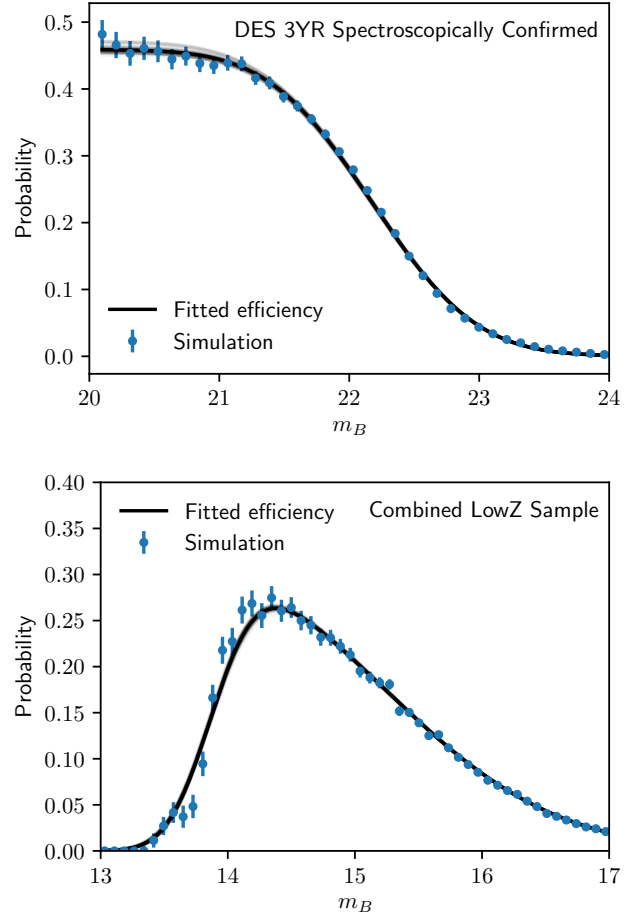 DES 3YR Spectroscopically Confirmed
0.5
0.4
0.3
0.2
0.1
0.0
Probability
Fitted efficiency
Simulation
20 21 22 23 24
m_B
0.40
0.35
0.30
0.25
0.20
0.15
0.10
0.05
0.00
Probability
Fitted efficiency
Simulation
Combined LowZ Sample
13 14 15 16 17
m_B